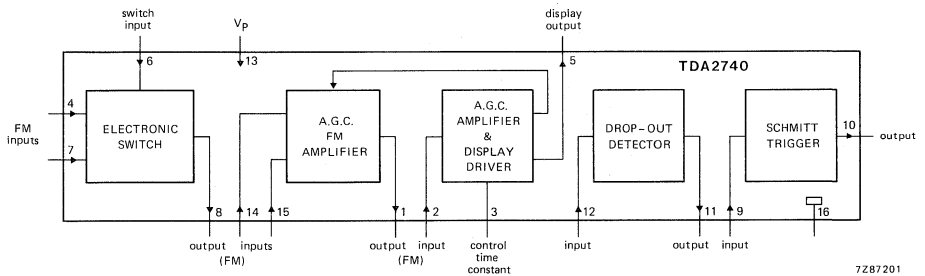 switch
input
V_P
display
output
6
13
5
TDA2740
4
FM
inputs
7
ELECTRONIC
SWITCH
A.G.C.
FM
AMPLIFIER
A.G.C.
AMPLIFIER
&
DISPLAY
DRIVER
DROP-OUT
DETECTOR
SCHMITT
TRIGGER
10
output
8
14
15
1
2
3
12
11
9
16
output
(FM)
inputs
output
(FM)
input
control
time
constant
input
output
input
7Z87201